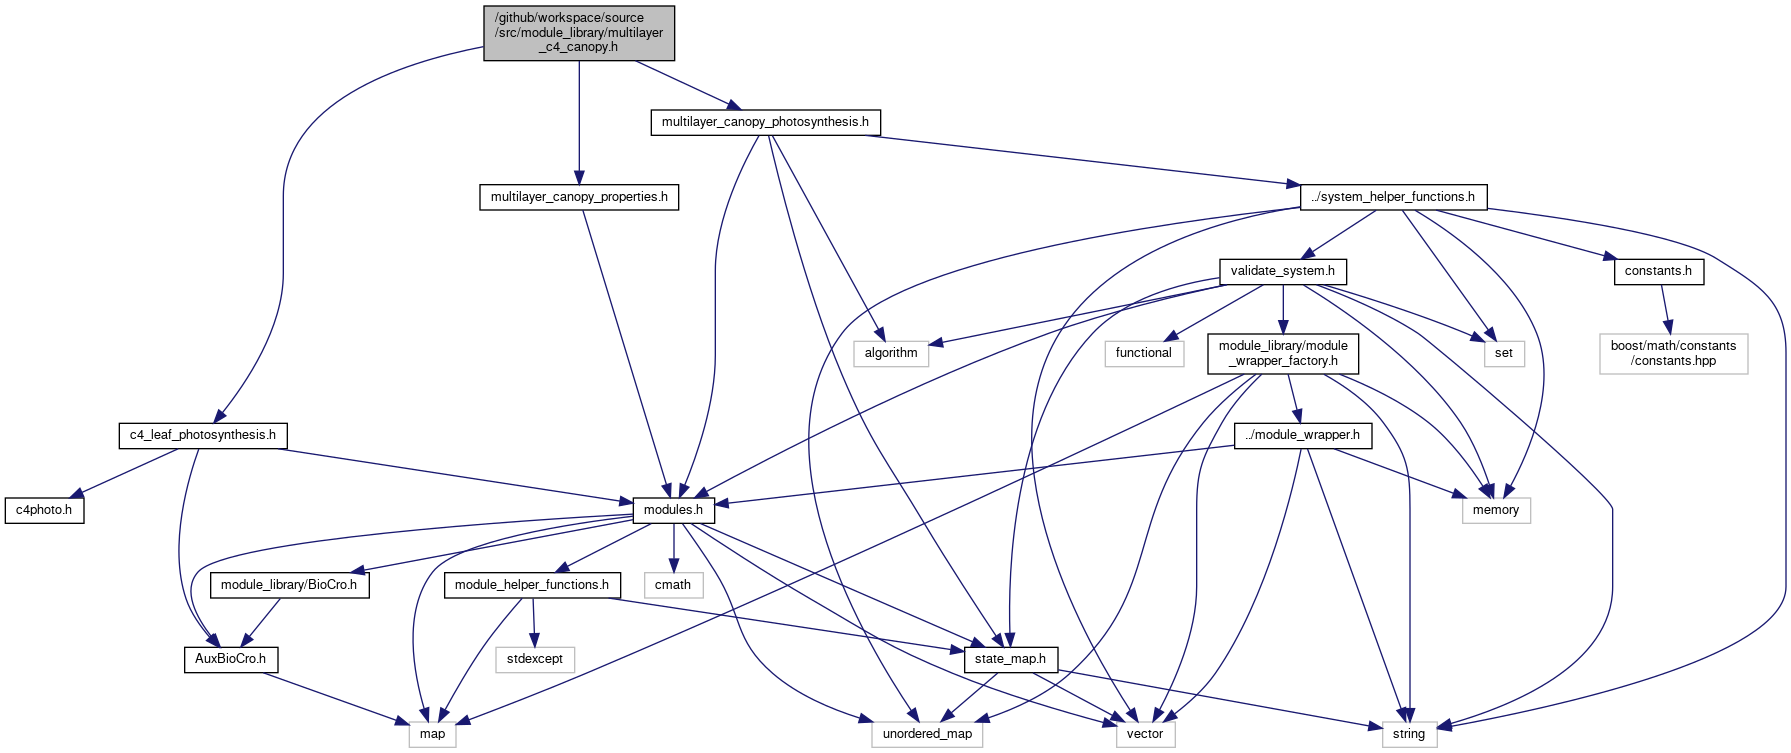 /github/workspace/source
/src/module_library/multilayer
_c4_canopy.h
multilayer_canopy_photosynthesis.h
multilayer_canopy_properties.h
../system_helper_functions.h
validate_system.h
constants.h
algorithm
functional
module_library/module
_wrapper_factory.h
set
boost/math/constants
/constants.hpp
c4_leaf_photosynthesis.h
../module_wrapper.h
c4photo.h
modules.h
memory
module_library/BioCro.h
module_helper_functions.h
cmath
AuxBioCro.h
stdexcept
state_map.h
map
unordered_map
vector
string